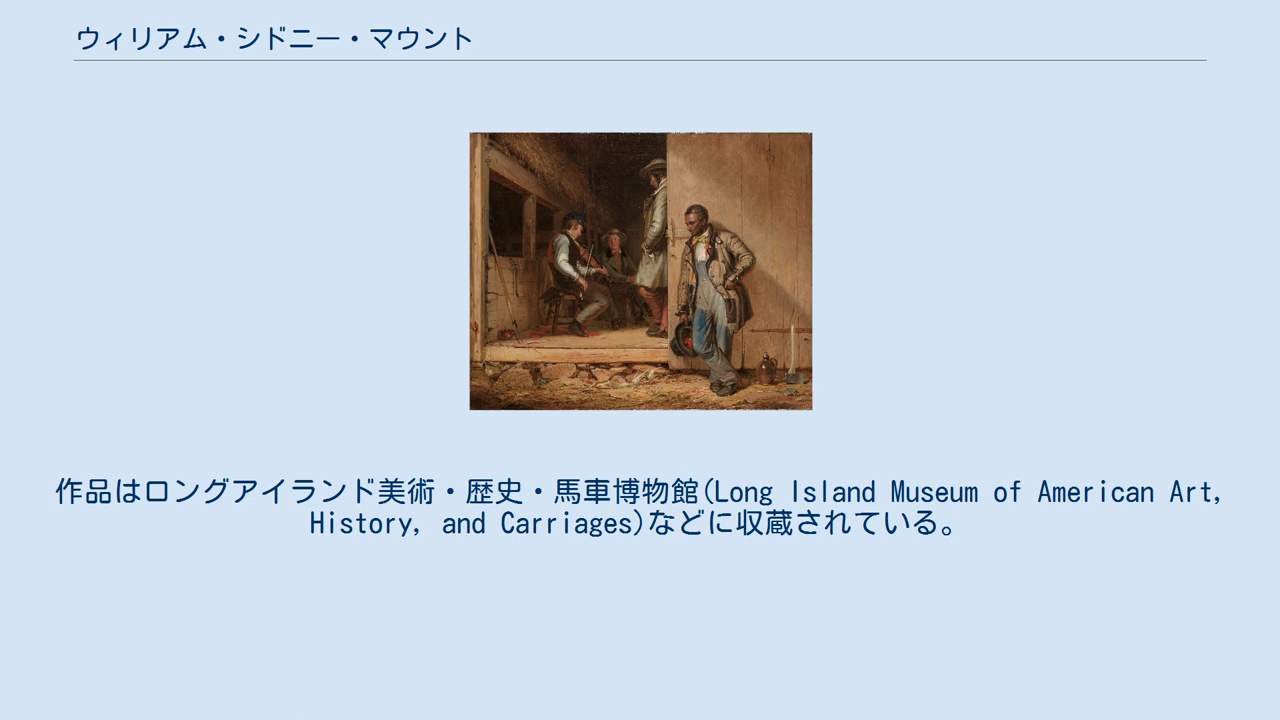 ウィリアム・シドニー・マウント
作品はロングアイランド美術・歴史・馬車博物館(Long Island Museum of American Art,
History, and Carriages)などに収蔵されている。